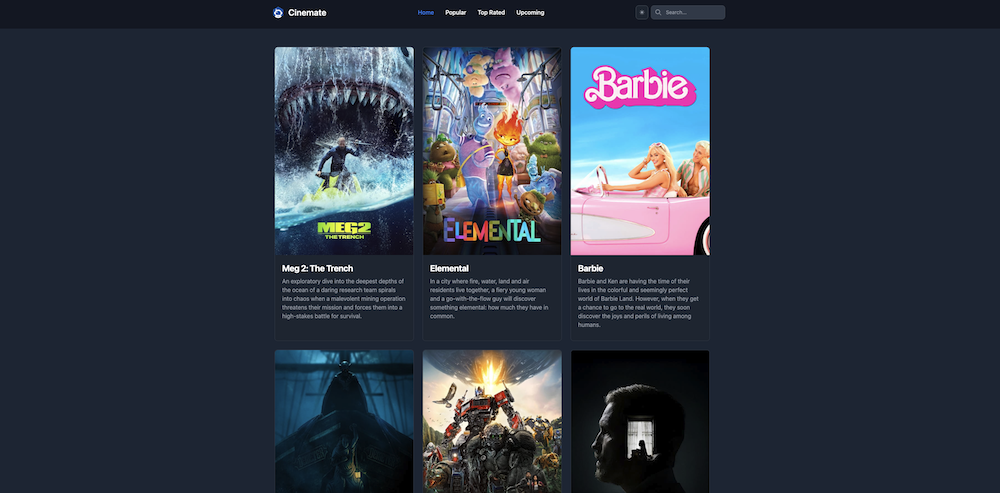 Cinemate
Home Popular Top Rated Upcoming
Search...
MEG2
THE TRENCH
ELEMENTAL
Barbie
Meg 2: The Trench
An exploratory dive into the deepest depths of
the ocean of a daring research team spirals
into chaos when a malevolent mining operation
threatens their mission and forces them into a
high-stakes battle for survival.
Elemental
In a city where fire, water, land and air
residents live together, a fiery young woman
and a go-with-the-flow guy will discover
something elemental: how much they have in
common.
Barbie
Barbie and Ken are having the time of their
lives in the colorful and seemingly perfect
world of Barbie Land. However, when they get
a chance to go to the real world, they soon
discover the joys and perils of living among
humans.